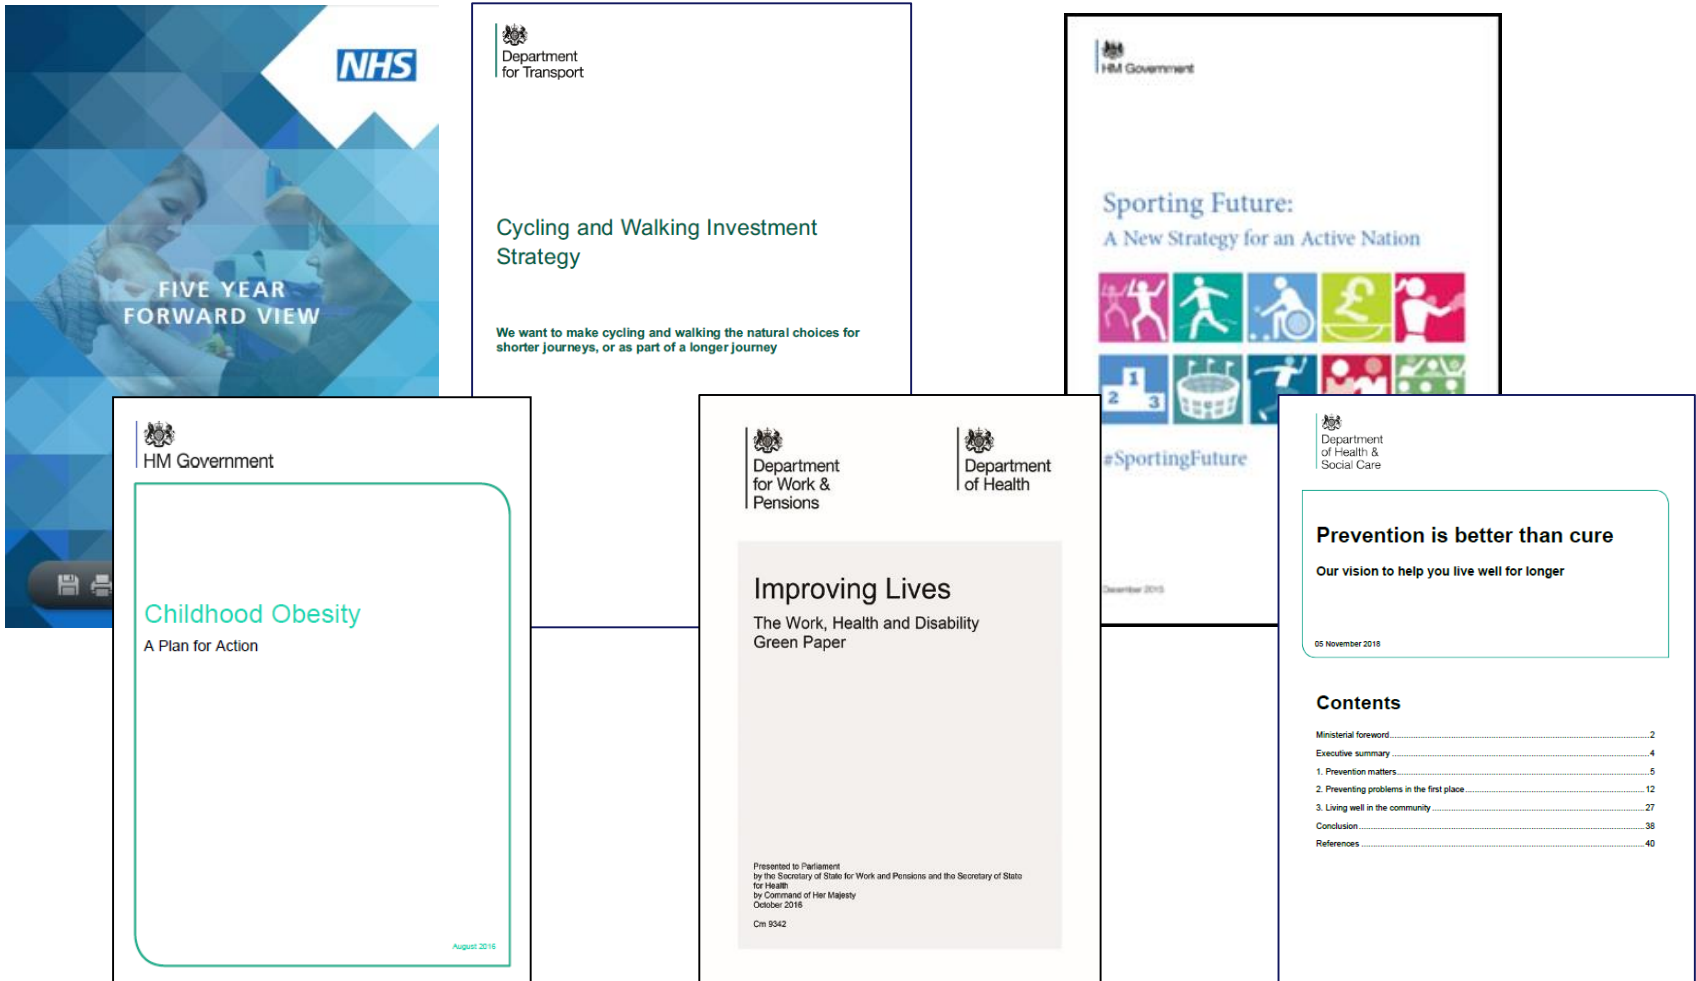 NHS
FIVE YEAR
FORWARD VIEW
Department
for Transport
Cycling and Walking Investment
Strategy
We want to make cycling and walking the natural choices for
shorter journeys, or as part of a longer journey
HM Government
Sporting Future:
A New Strategy for an Active Nation
1
2
3
#SportingFuture
December 2015
HM Government
Childhood Obesity
A Plan for Action
August 2016
Department
for Work &
Pensions
Department
of Health
Improving Lives
The Work, Health and Disability
Green Paper
Presented to Parliament
by the Secretary of State for Work and Pensions and the Secretary of State
for Health
by Command of Her Majesty
October 2016
Cm 9342
Department
of Health &
Social Care
Prevention is better than cure
Our vision to help you live well for longer
05 November 2018
Contents
Ministerial foreword 2
Executive summary 4
1. Prevention matters 5
2. Preventing problems in the first place 12
3. Living well in the community 27
Conclusion 38
References 40